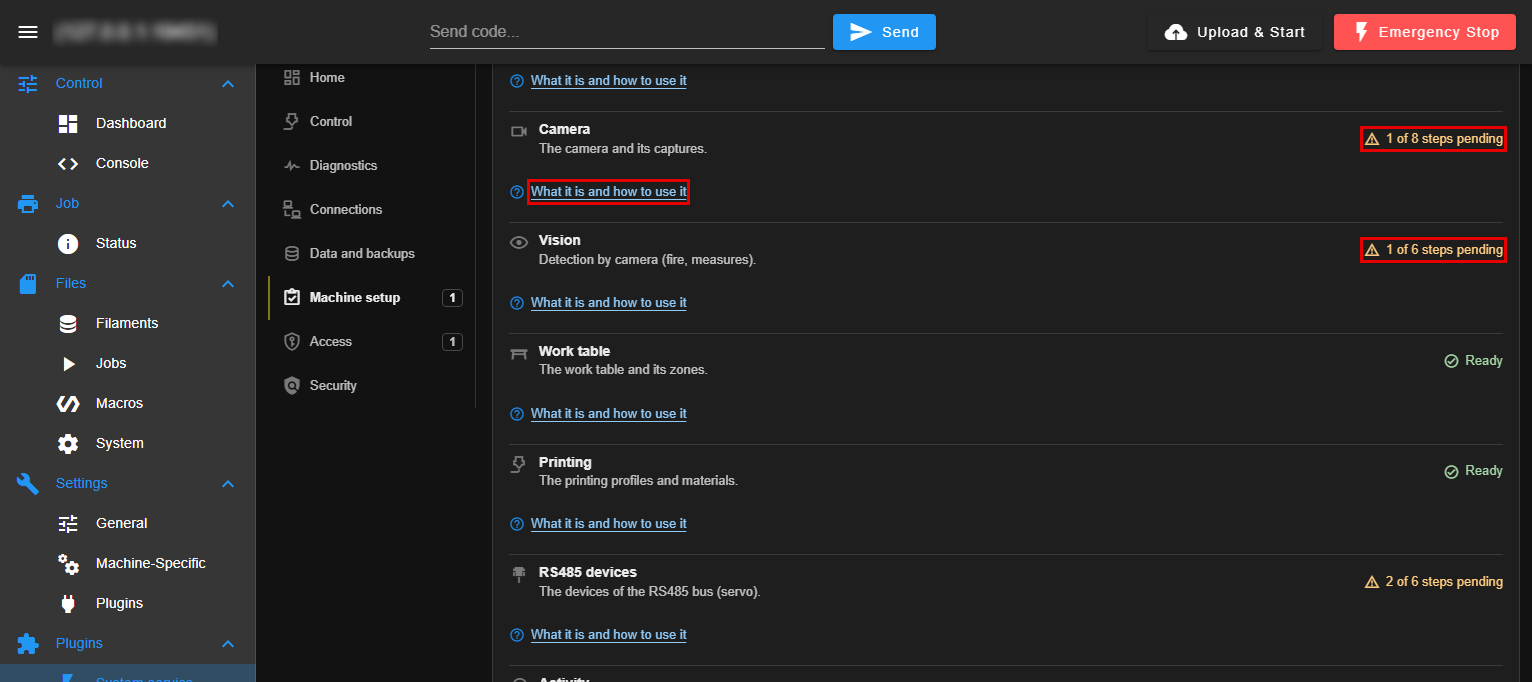 Send code...
Send
Upload & Start
Emergency Stop
Control
Dashboard
Console
Job
Status
Files
Filaments
Jobs
Macros
System
Settings
General
Machine-Specific
Plugins
Plugins
System service
Home
Control
Diagnostics
Connections
Data and backups
Machine setup 1
Access 1
Security
What it is and how to use it
Camera
The camera and its captures.
1 of 8 steps pending
What it is and how to use it
Vision
Detection by camera (fire, measures).
1 of 6 steps pending
What it is and how to use it
Work table
The work table and its zones.
Ready
What it is and how to use it
Printing
The printing profiles and materials.
Ready
What it is and how to use it
RS485 devices
The devices of the RS485 bus (servo).
2 of 6 steps pending
What it is and how to use it
Activity